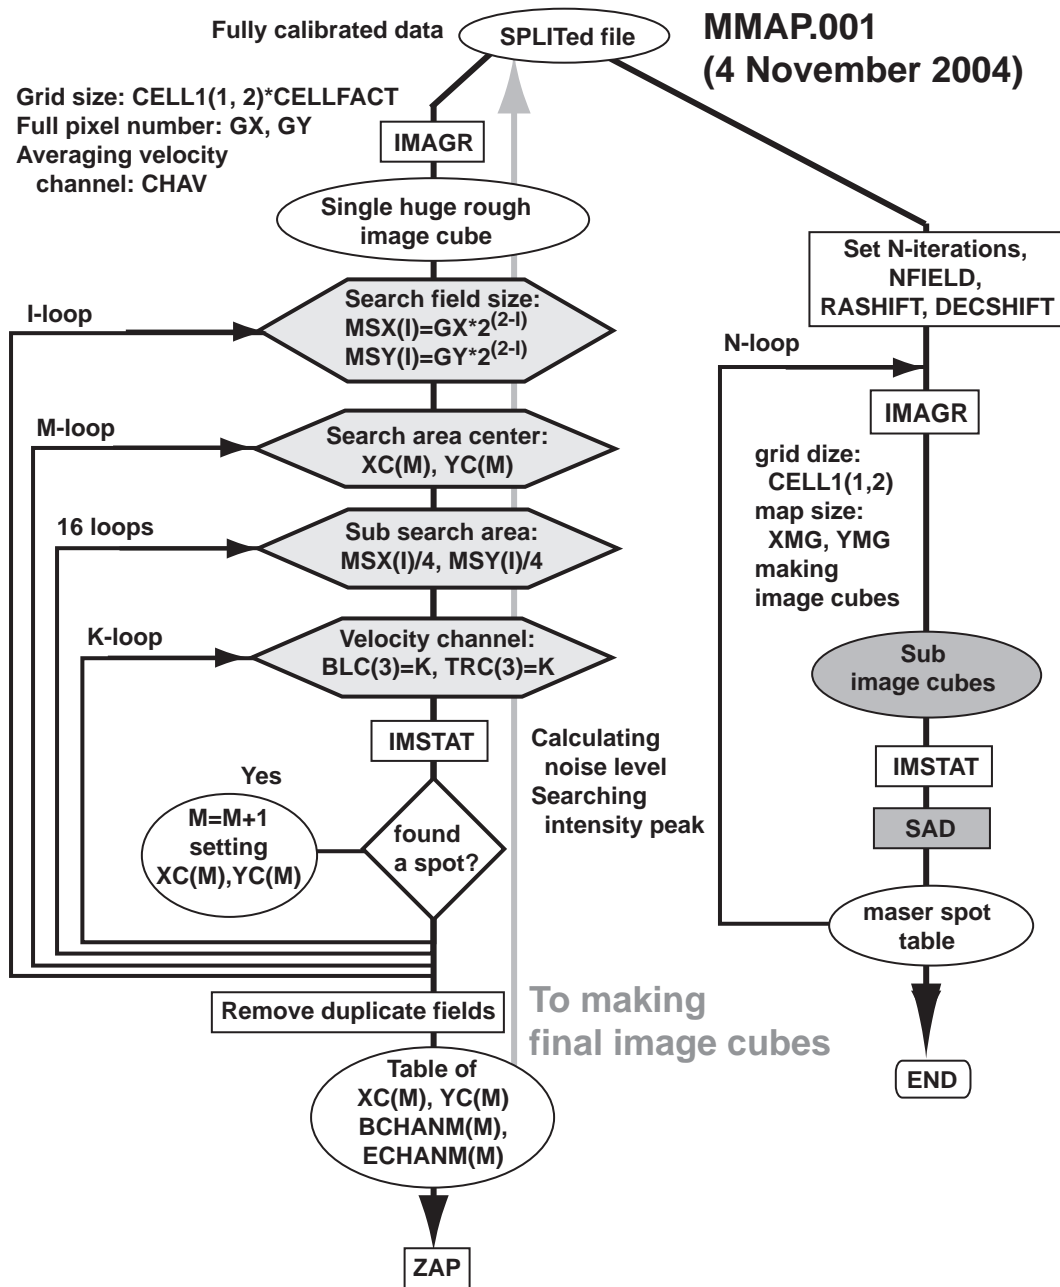 Fully calibrated data
SPLITed file
MMAP.001
(4 November 2004)
Grid size: CELL1(1, 2)*CELLFACT
Full pixel number: GX, GY
Averaging velocity
channel: CHAV
IMAGR
Single huge rough
image cube
I-loop
Search field size:
MSX(I)=GX*2(2-I)
MSY(I)=GY*2(2-I)
M-loop
Search area center:
XC(M), YC(M)
16 loops
Sub search area:
MSX(I)/4, MSY(I)/4
K-loop
Velocity channel:
BLC(3)=K, TRC(3)=K
IMSTAT
Calculating
noise level
Searching
intensity peak
Yes
M=M+1
setting
XC(M),YC(M)
found
a spot?
Remove duplicate fields
To making
final image cubes
Table of
XC(M), YC(M)
BCHANM(M),
ECHANM(M)
ZAP
Set N-iterations,
NFIELD,
RASHIFT, DECSHIFT
N-loop
IMAGR
grid dize:
CELL1(1,2)
map size:
XMG, YMG
making
image cubes
Sub
image cubes
IMSTAT
SAD
maser spot
table
END